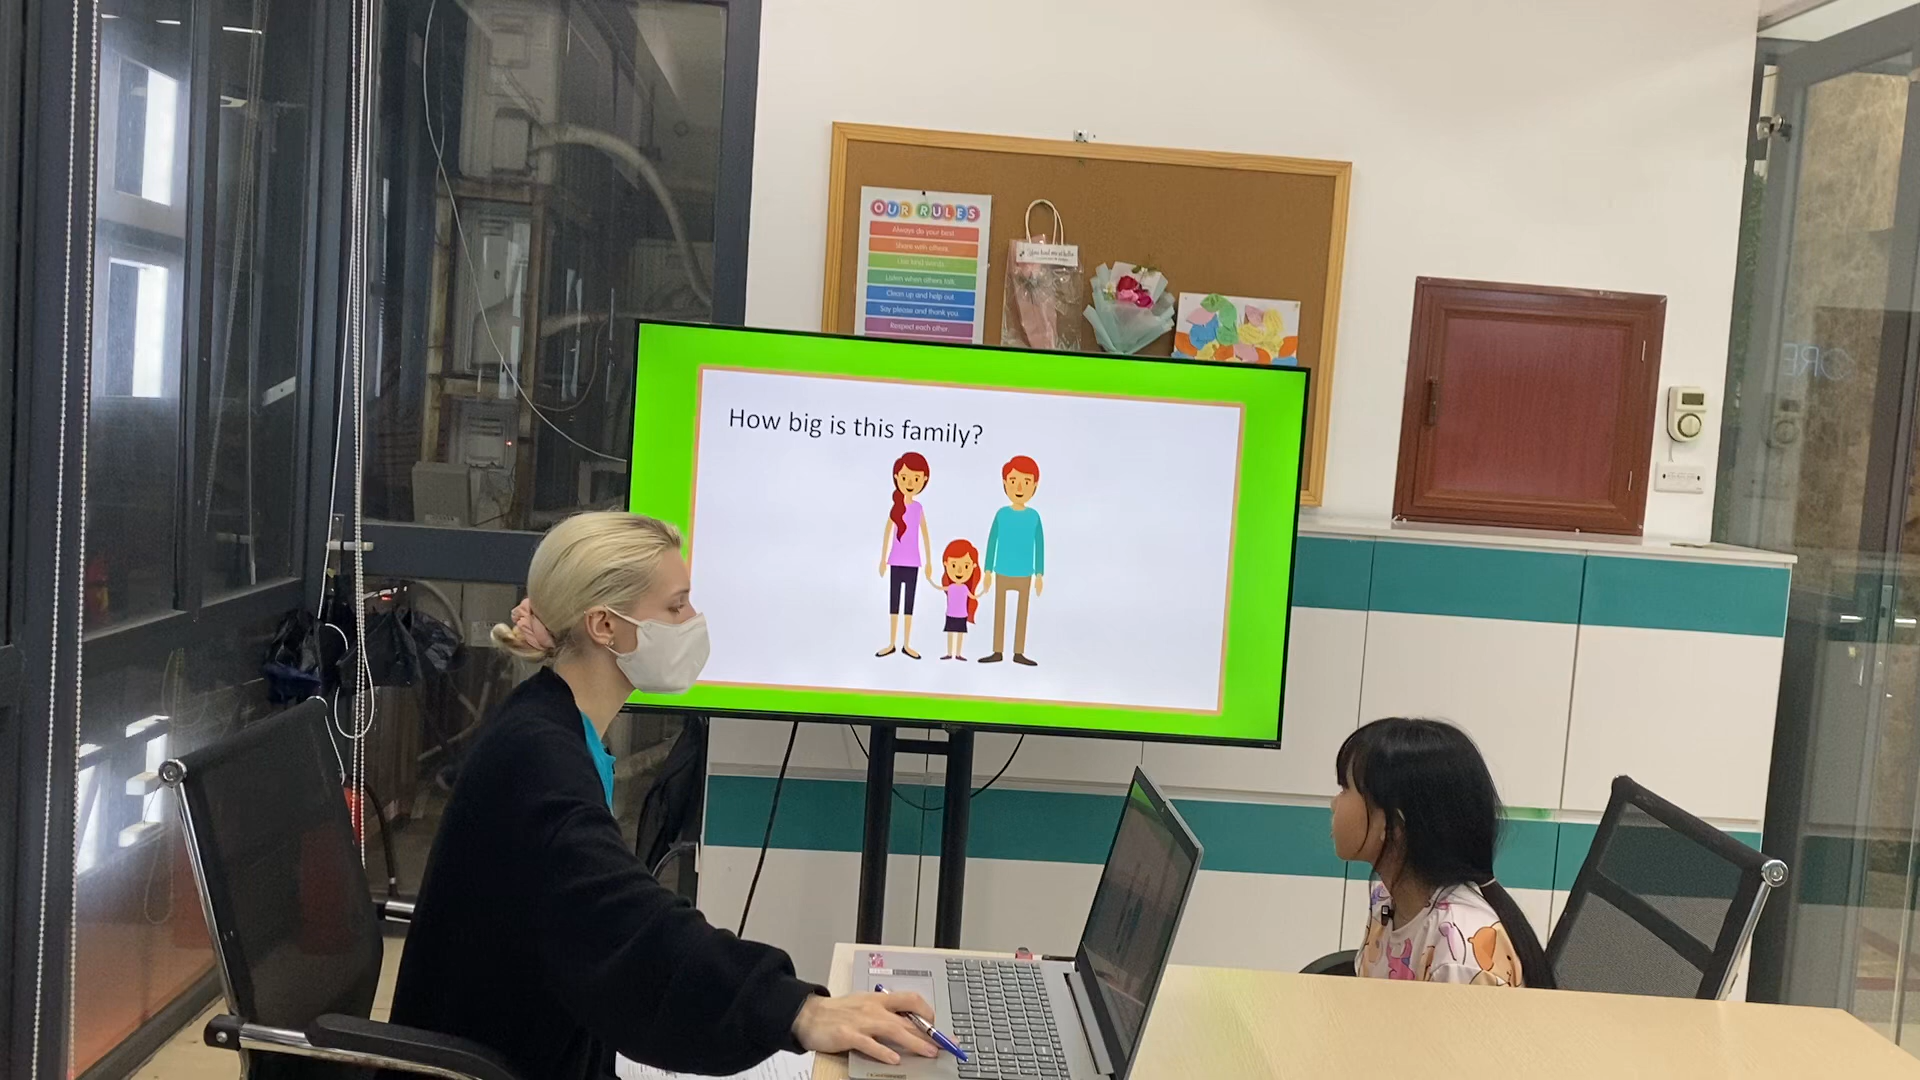 OUR RULES
Always do your best.
Share with others.
Use kind words.
Listen when others talk.
Clean up and help out.
Say please and thank you.
Respect each other.
How big is this family?